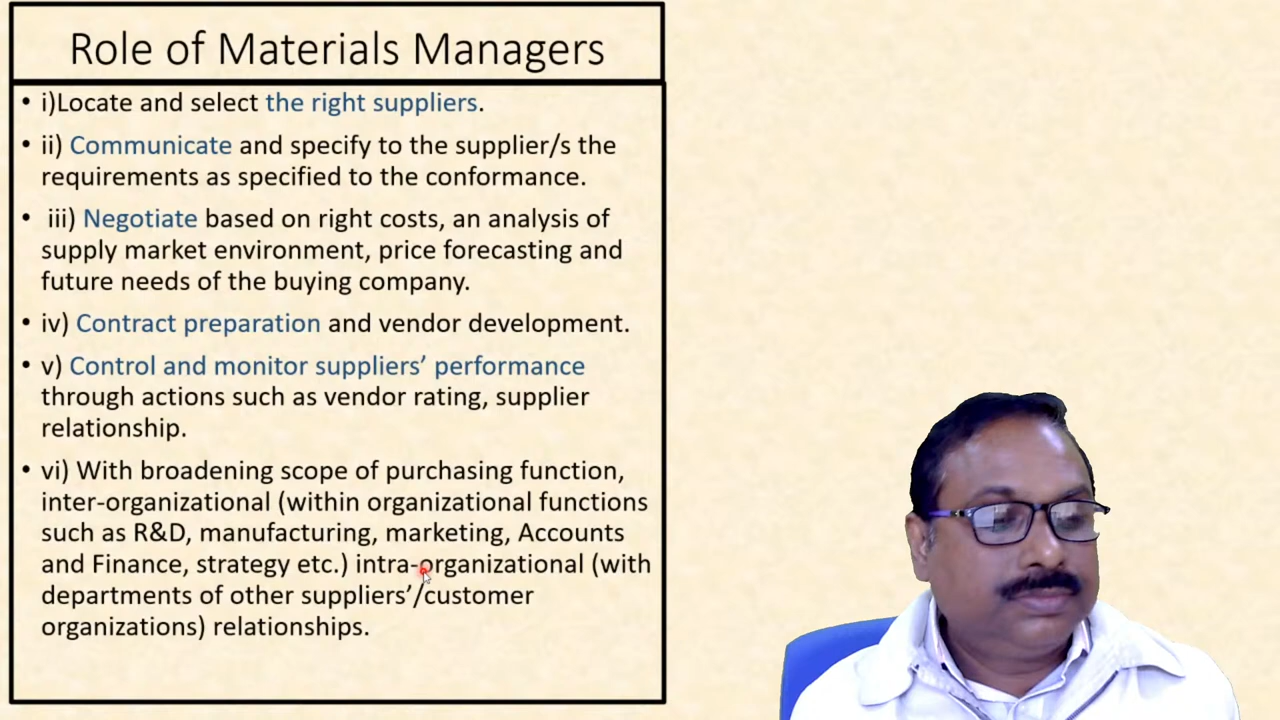 Role of Materials Managers
• i)Locate and select the right suppliers.
• ii) Communicate and specify to the supplier/s the
requirements as specified to the conformance.
• iii) Negotiate based on right costs, an analysis of
supply market environment, price forecasting and
future needs of the buying company.
• iv) Contract preparation and vendor development.
• v) Control and monitor suppliers’ performance
through actions such as vendor rating, supplier
relationship.
• vi) With broadening scope of purchasing function,
inter-organizational (within organizational functions
such as R&D, manufacturing, marketing, Accounts
and Finance, strategy etc.) intra-organizational (with
departments of other suppliers’/customer
organizations) relationships.